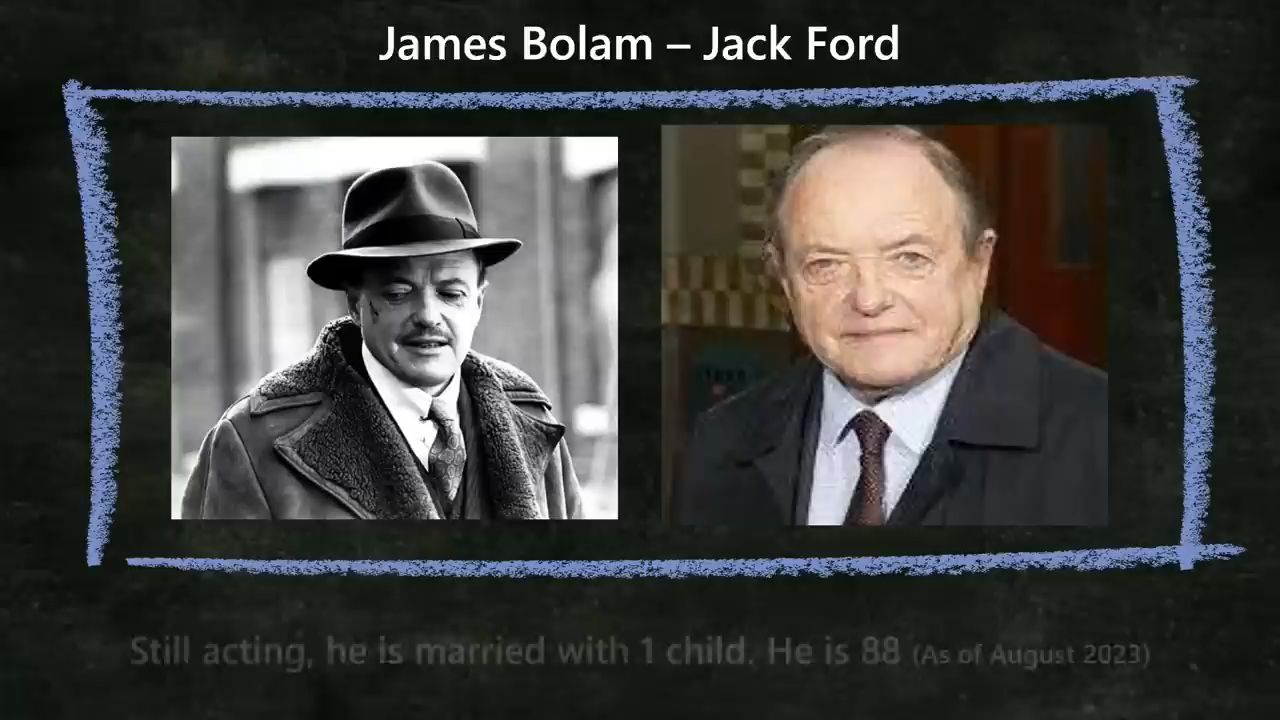 James Bolam – Jack Ford
Still acting, he is married with 1 child. He is 88 (As of August 2023)